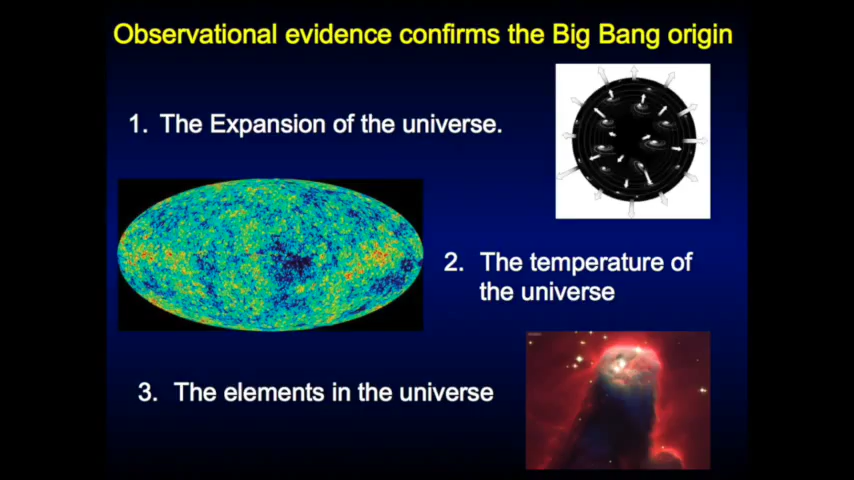 Observational evidence confirms the Big Bang origin
1. The Expansion of the universe.
2. The temperature of
the universe
3. The elements in the universe